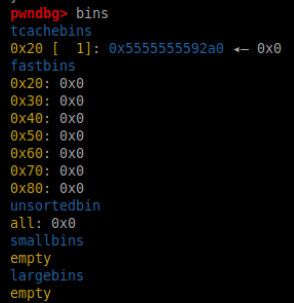 pwndbg> bins
tcachebins
0x20 [  1]: 0x5555555592a0 ◂— 0x0
fastbins
0x20: 0x0
0x30: 0x0
0x40: 0x0
0x50: 0x0
0x60: 0x0
0x70: 0x0
0x80: 0x0
unsortedbin
all: 0x0
smallbins
empty
largebins
empty